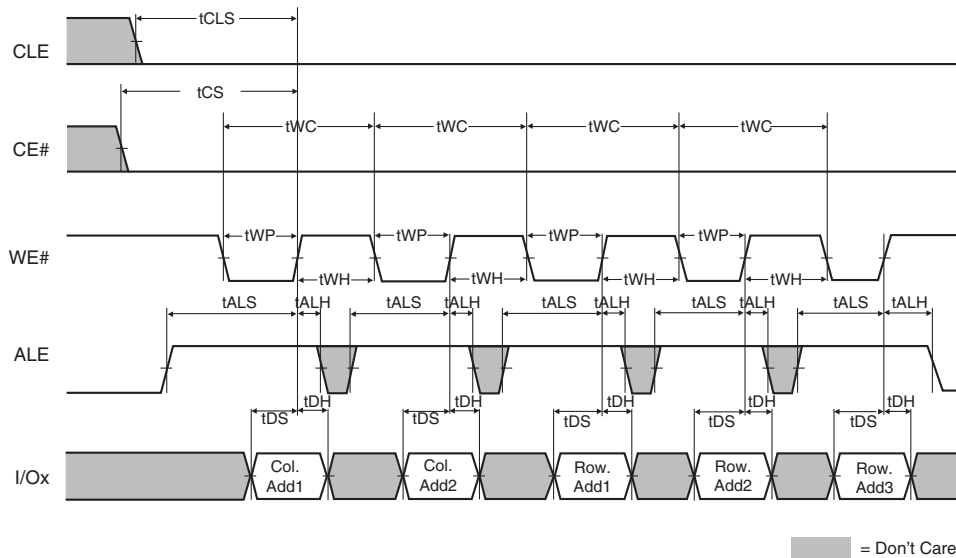 tCLS
CLE
tCS
tWC tWC tWC tWC
CE#
tWP tWP tWP tWP
WE#
tWH tWH tWH tWH
tALS tALH tALS tALH tALS tALH tALS tALH tALS tALH
ALE
tDH tDH tDH tDH tDH
tDS tDS tDS tDS tDS
I/Ox
Col. Add1
Col. Add2
Row. Add1
Row. Add2
Row. Add3
= Don't Care